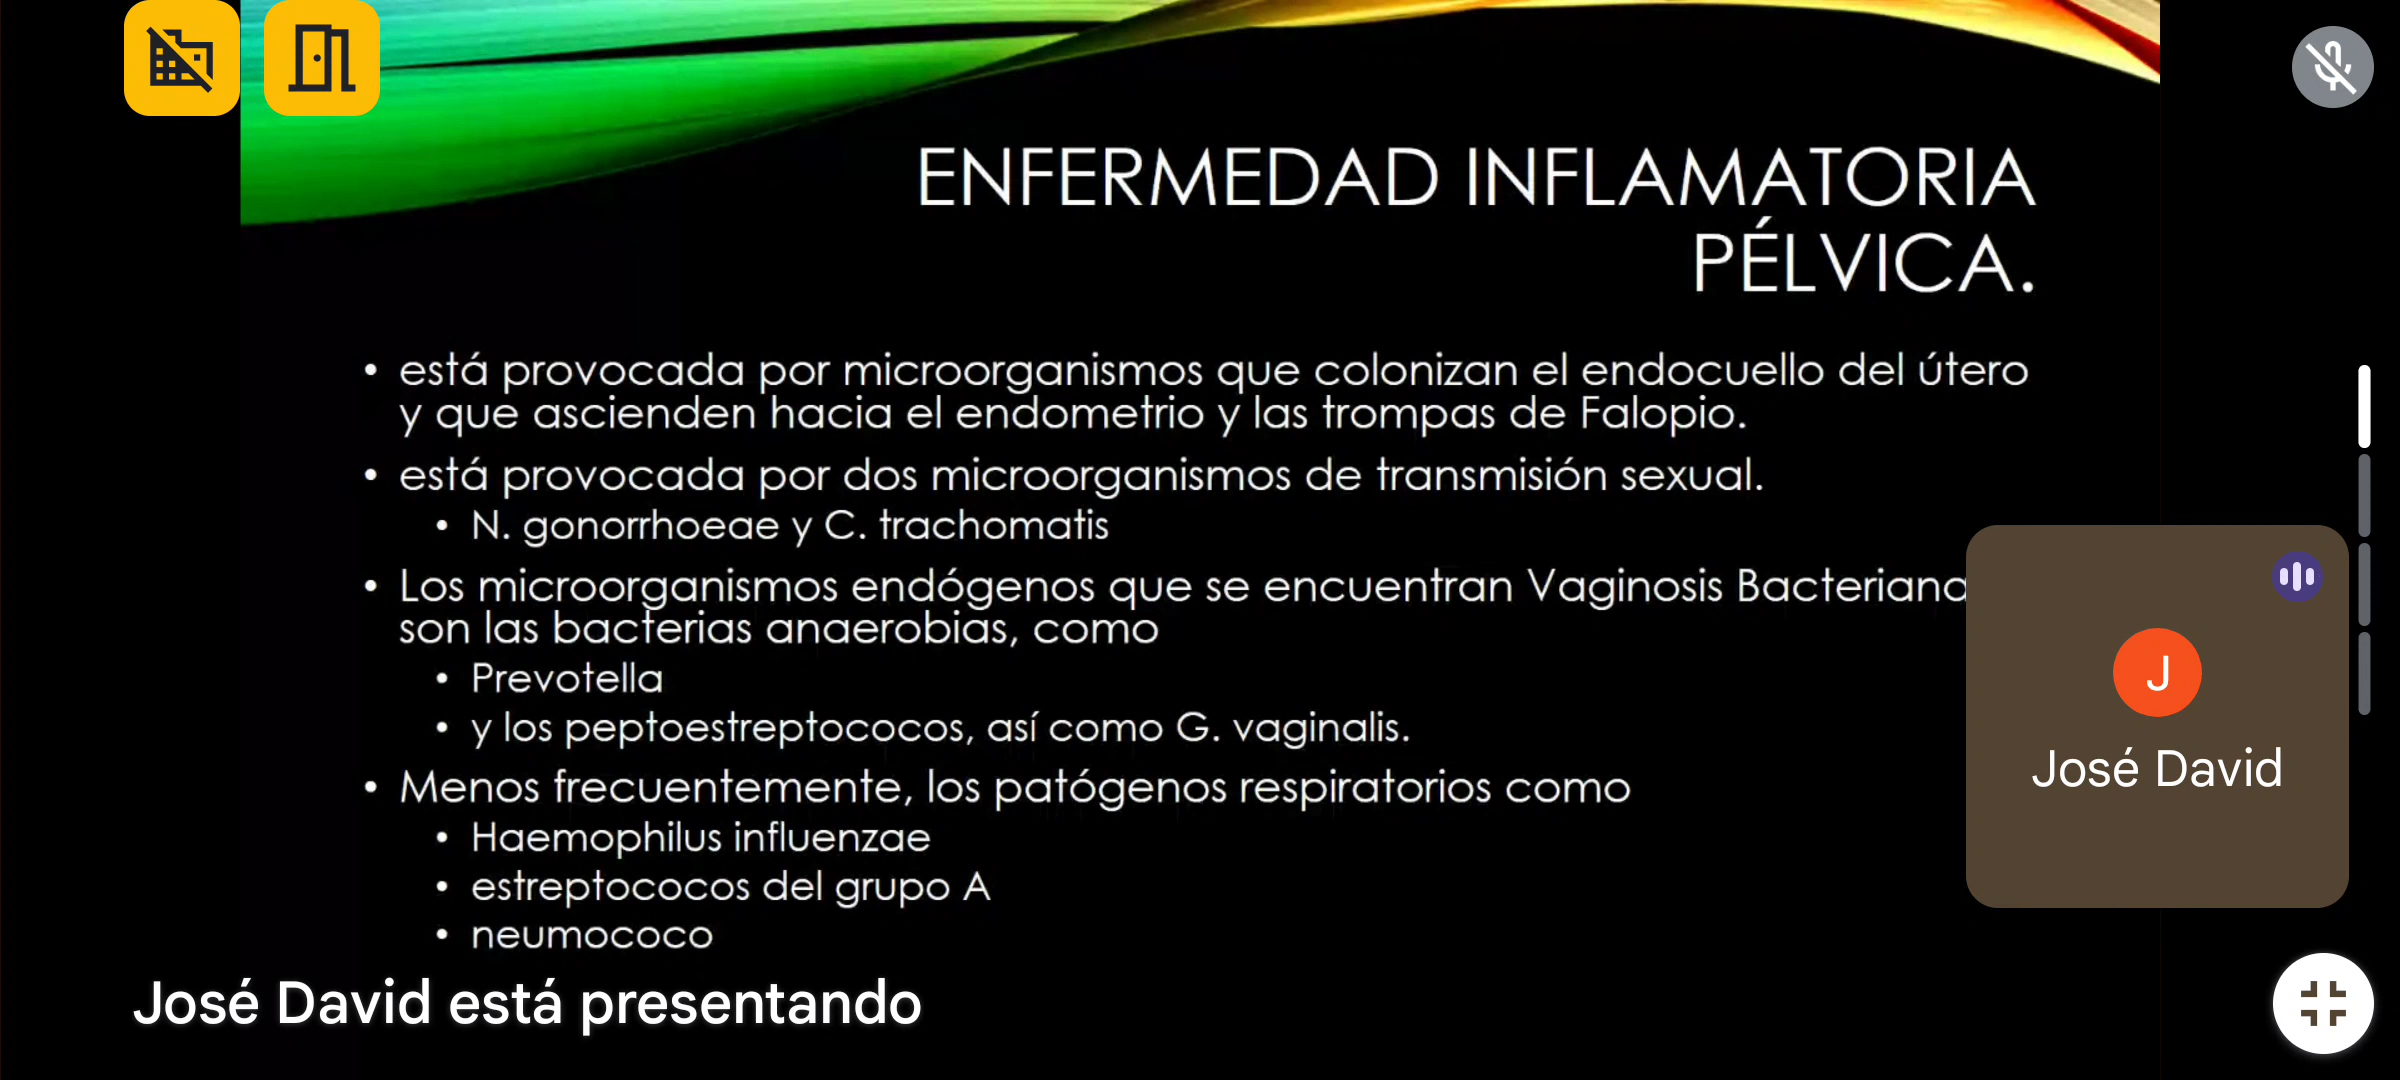 ENFERMEDAD INFLAMATORIA
PÉLVICA.
• está provocada por microorganismos que colonizan el endocuello del útero
y que ascienden hacia el endometrio y las trompas de Falopio.
• está provocada por dos microorganismos de transmisión sexual.
• N. gonorrhoeae y C. trachomatis
• Los microorganismos endógenos que se encuentran Vaginosis Bacteriana
son las bacterias anaerobias, como
• Prevotella
• y los peptoestreptococos, así como G. vaginalis.
• Menos frecuentemente, los patógenos respiratorios como
• Haemophilus influenzae
• estreptococos del grupo A
• neumococo
J
José David
José David está presentando